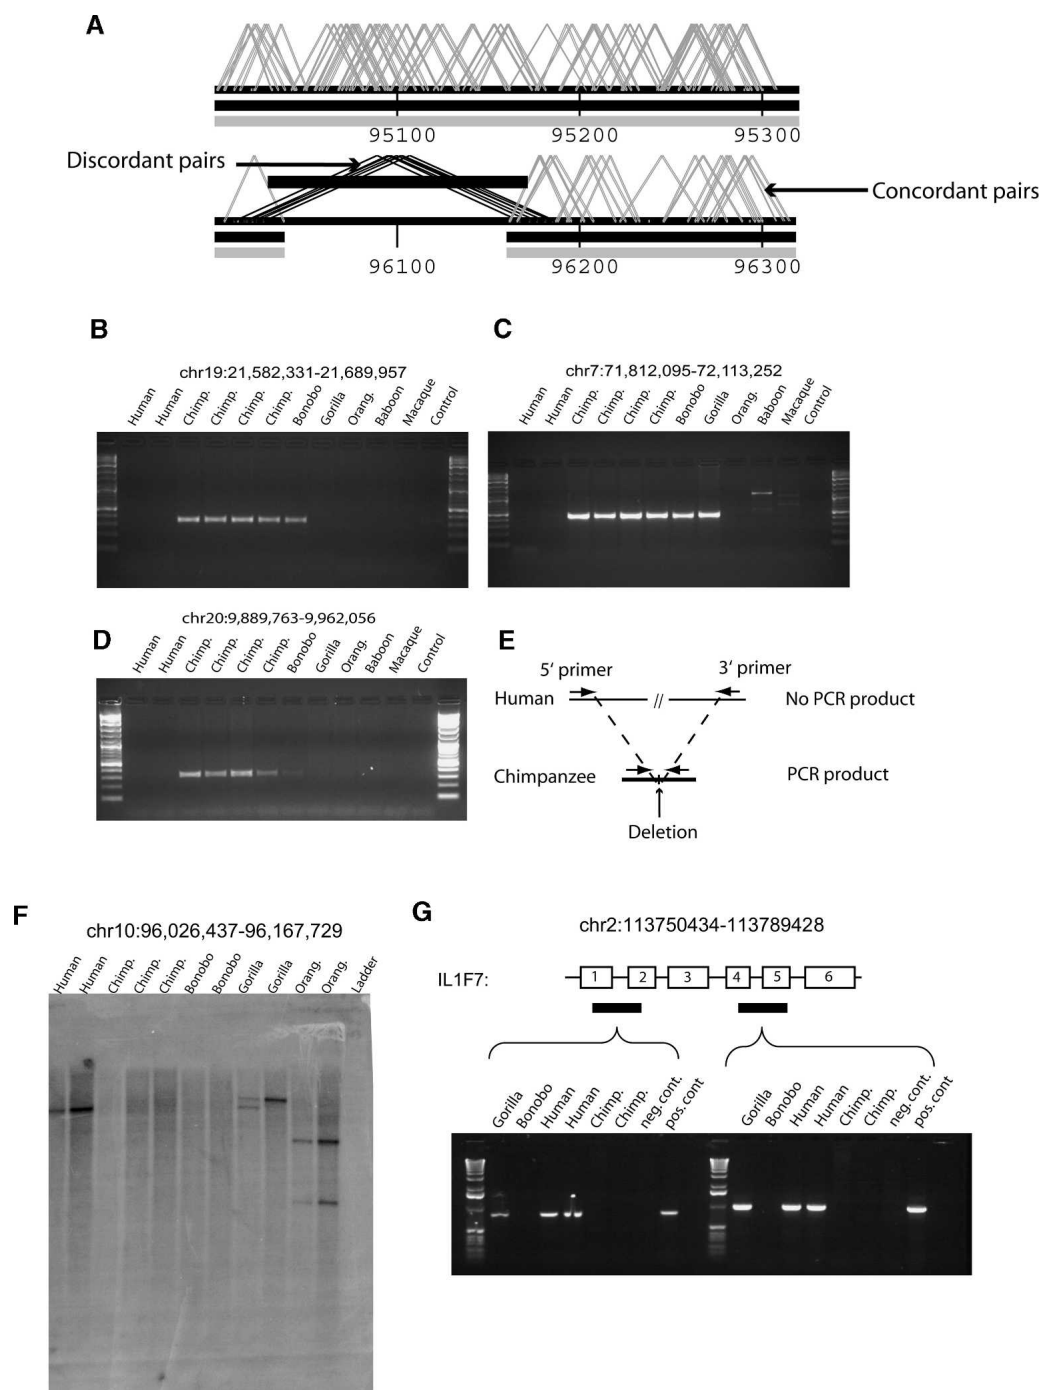 A
95100 95200 95300
Discordant pairs
Concordant pairs
96100 96200 96300
B
chr19:21,582,331-21,689,957
Human Human Chimp. Chimp. Chimp. Chimp. Bonobo Gorilla Orang. Baboon Macaque Control
C
chr7:71,812,095-72,113,252
Human Human Chimp. Chimp. Chimp. Chimp. Bonobo Gorilla Orang. Baboon Macaque Control
D
chr20:9,889,763-9,962,056
Human Human Chimp. Chimp. Chimp. Chimp. Bonobo Gorilla Orang. Baboon Macaque Control
E
5' primer 3' primer
Human // No PCR product
Chimpanzee PCR product
Deletion
F
chr10:96,026,437-96,167,729
Human Human Chimp. Chimp. Chimp. Bonobo Bonobo Gorilla Gorilla Orang. Orang. Ladder
G
chr2:113750434-113789428
IL1F7: 1 2 3 4 5 6
Gorilla Bonobo Human Human Chimp. Chimp. neg.cont. pos.cont
Gorilla Bonobo Human Human Chimp. Chimp. neg.cont. pos.cont